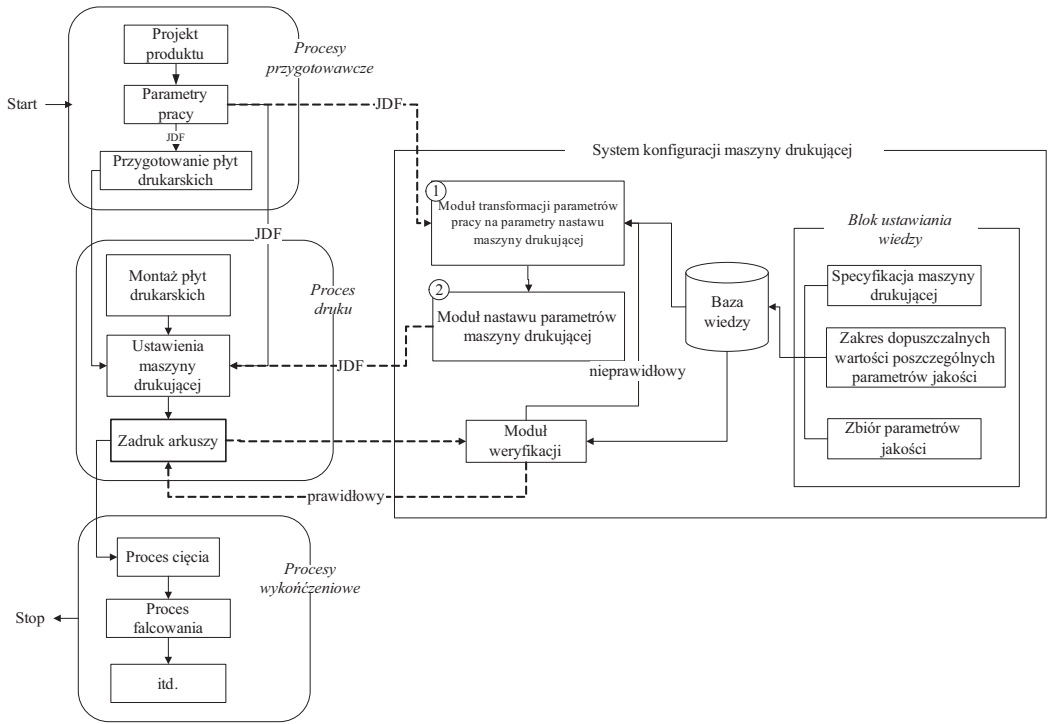 Projekt
produktu
Procesy
przygotowawcze
Start
Parametry
pracy
JDF
JDF
Przygotowanie płyt
drukarskich
JDF
System konfiguracji maszyny drukującej
1
Moduł transformacji parametrów
pracy na parametry nastawu
maszyny drukującej
2
Moduł nastawu parametrów
maszyny drukującej
Baza
wiedzy
Blok ustawiania
wiedzy
Specyfikacja maszyny
drukującej
Zakres dopuszczalnych
wartości poszczególnych
parametrów jakości
Zbiór parametrów
jakości
nieprawidłowy
Moduł
weryfikacji
prawidłowy
Montaż płyt
drukarskich
Proces
druku
Ustawienia
maszyny
drukującej
JDF
Zadruk arkuszy
Proces cięcia
Procesy
wykońćzeniowe
Stop
Proces
falcowania
itd.